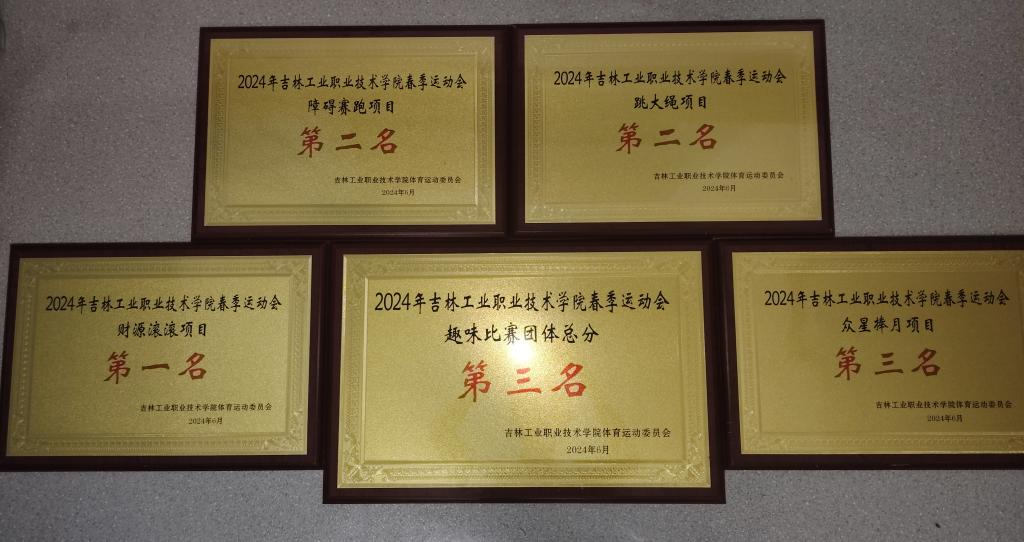 2024年吉林工业职业技术学院春季运动会
障碍赛跑项目
第二名
吉林工业职业技术学院体育运动委员会
2024年6月
2024年吉林工业职业技术学院春季运动会
跳大绳项目
第二名
吉林工业职业技术学院体育运动委员会
2024年6月
2024年吉林工业职业技术学院春季运动会
财源滚滚项目
第一名
吉林工业职业技术学院体育运动委员会
2024年6月
2024年吉林工业职业技术学院春季运动会
趣味比赛团体总分
第三名
吉林工业职业技术学院体育运动委员会
2024年6月
2024年吉林工业职业技术学院春季运动会
众星捧月项目
第三名
吉林工业职业技术学院体育运动委员会
2024年6月